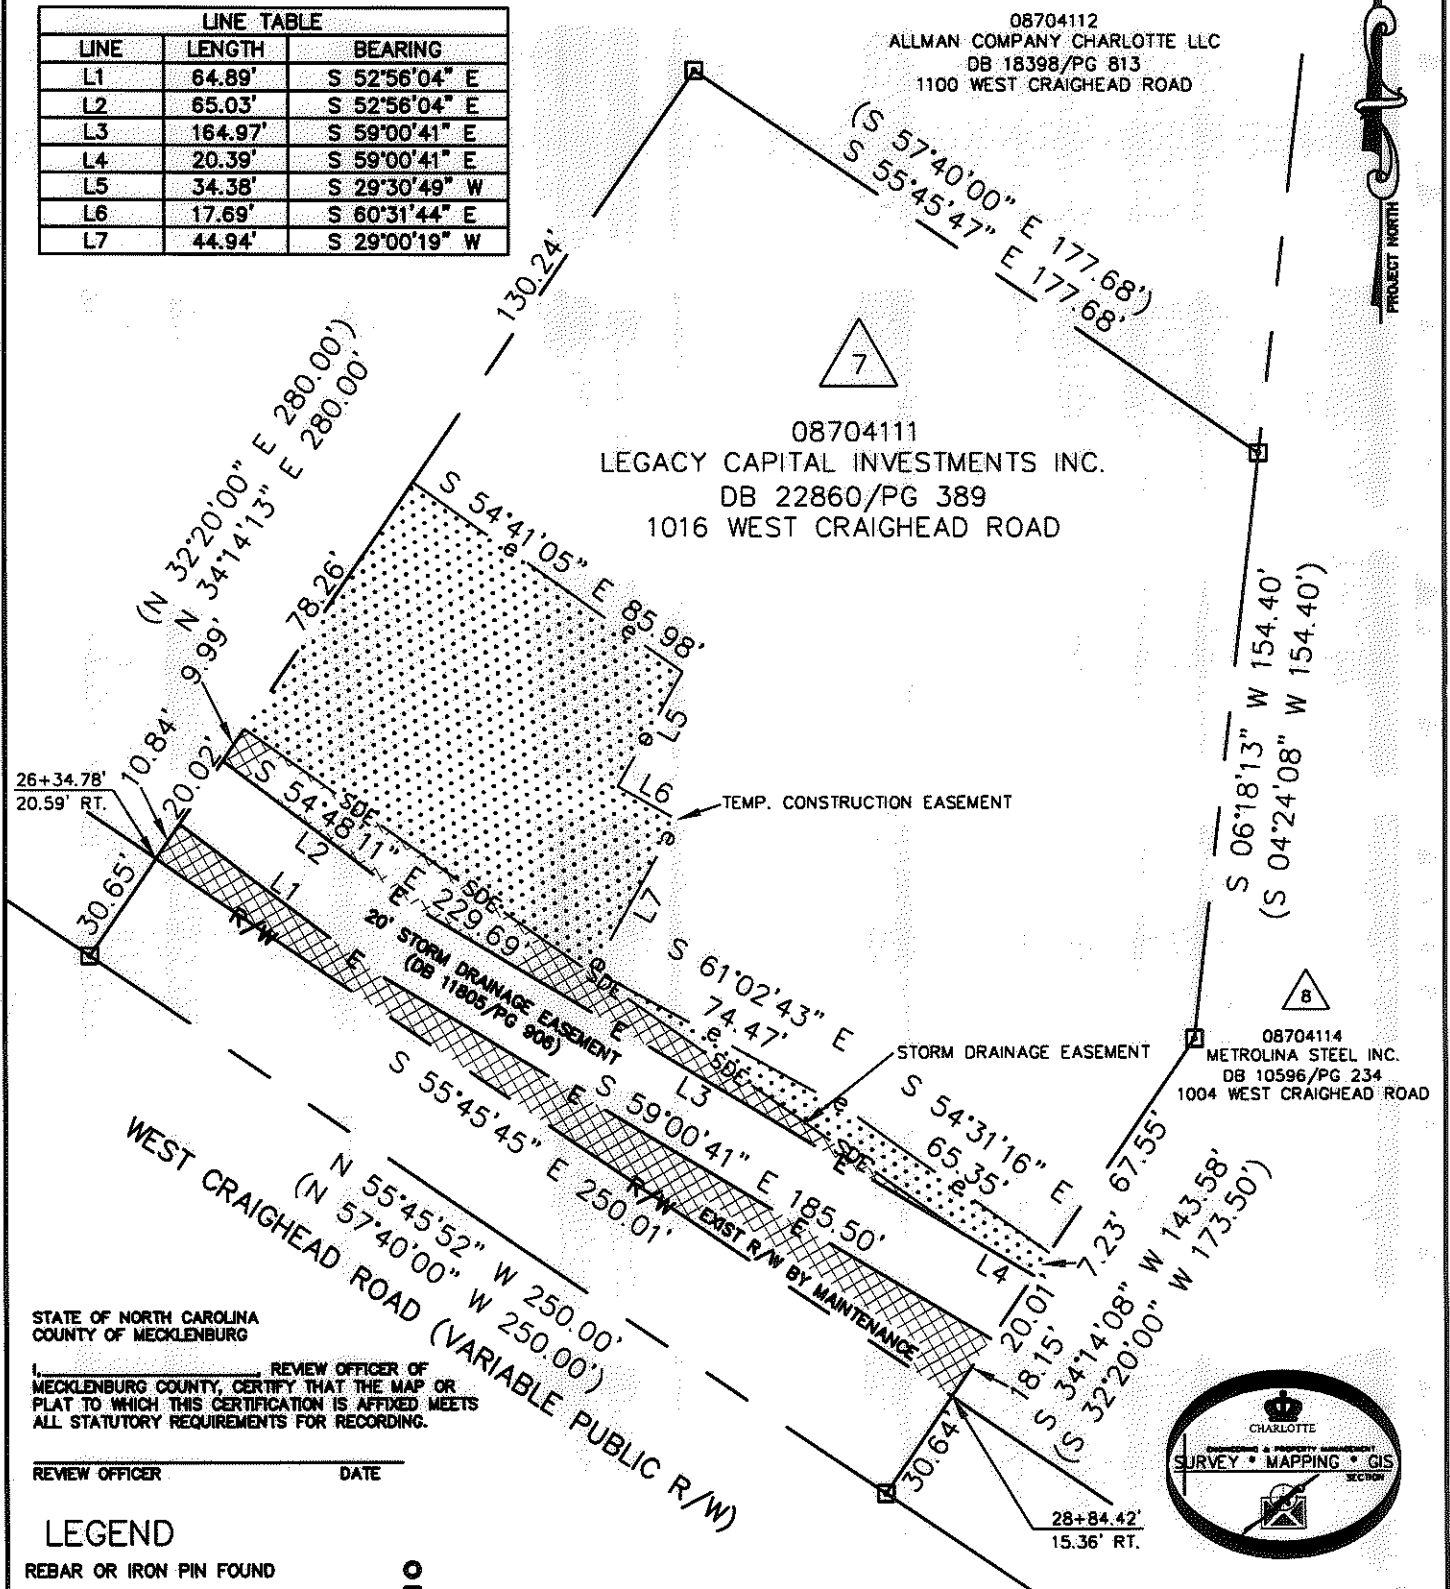 LINE TABLE
LINE LENGTH BEARING
L1 64.89' S 52°56'04" E
L2 65.03' S 52°56'04" E
L3 164.97' S 59°00'41" E
L4 20.39' S 59°00'41" E
L5 34.38' S 29°30'49" W
L6 17.69' S 60°31'44" E
L7 44.94' S 29°00'19" W
08704112
ALLMAN COMPANY CHARLOTTE LLC
DB 18398/PG 813
1100 WEST CRAIGHEAD ROAD
PROJECT NORTH
(S 57°40'00" E 177.68')
S 55°45'47" E 177.68'
130.24'
7
08704111
LEGACY CAPITAL INVESTMENTS INC.
DB 22860/PG 389
1016 WEST CRAIGHEAD ROAD
(N 32°20'00" E 280.00')
N 34°14'13" E 280.00'
S 54°41'05" E 85.98'
e
e
78.26'
9.99'
L5
e
L6
TEMP. CONSTRUCTION EASEMENT
e
L7
e
S 06°18'13" W 154.40'
(S 04°24'08" W 154.40')
10.84'
20.02'
26+34.78'
20.59' RT.
30.65'
SDE
S 54°48'11" E 229.69'
L2
L1
SDE
E
R/W
E
20' STORM DRAINAGE EASEMENT
(DB 11805/PG 906)
SDE
E
S 61°02'43" E
74.47'
e
SDE
L3
STORM DRAINAGE EASEMENT
8
08704114
METROLINA STEEL INC.
DB 10596/PG 234
1004 WEST CRAIGHEAD ROAD
S 54°31'16" E
65.35'
e
e
SDE
E
E
S 59°00'41" E 185.50'
S 55°45'45" E 250.01'
R/W
EXIST R/W BY MAINTENANCE
E
L4
67.55'
7.23'
20.01'
18.15'
S 34°14'08" W 143.58'
(S 32°20'00" W 173.50')
N 55°45'52" W 250.00'
(N 57°40'00" W 250.00')
WEST CRAIGHEAD ROAD (VARIABLE PUBLIC R/W)
30.64'
28+84.42'
15.36' RT.
STATE OF NORTH CAROLINA
COUNTY OF MECKLENBURG
I,____________________, REVIEW OFFICER OF
MECKLENBURG COUNTY, CERTIFY THAT THE MAP OR
PLAT TO WHICH THIS CERTIFICATION IS AFFIXED MEETS
ALL STATUTORY REQUIREMENTS FOR RECORDING.
REVIEW OFFICER DATE
CHARLOTTE
ENGINEERING & PROPERTY MANAGEMENT
SURVEY * MAPPING * GIS
SECTION
LEGEND
REBAR OR IRON PIN FOUND